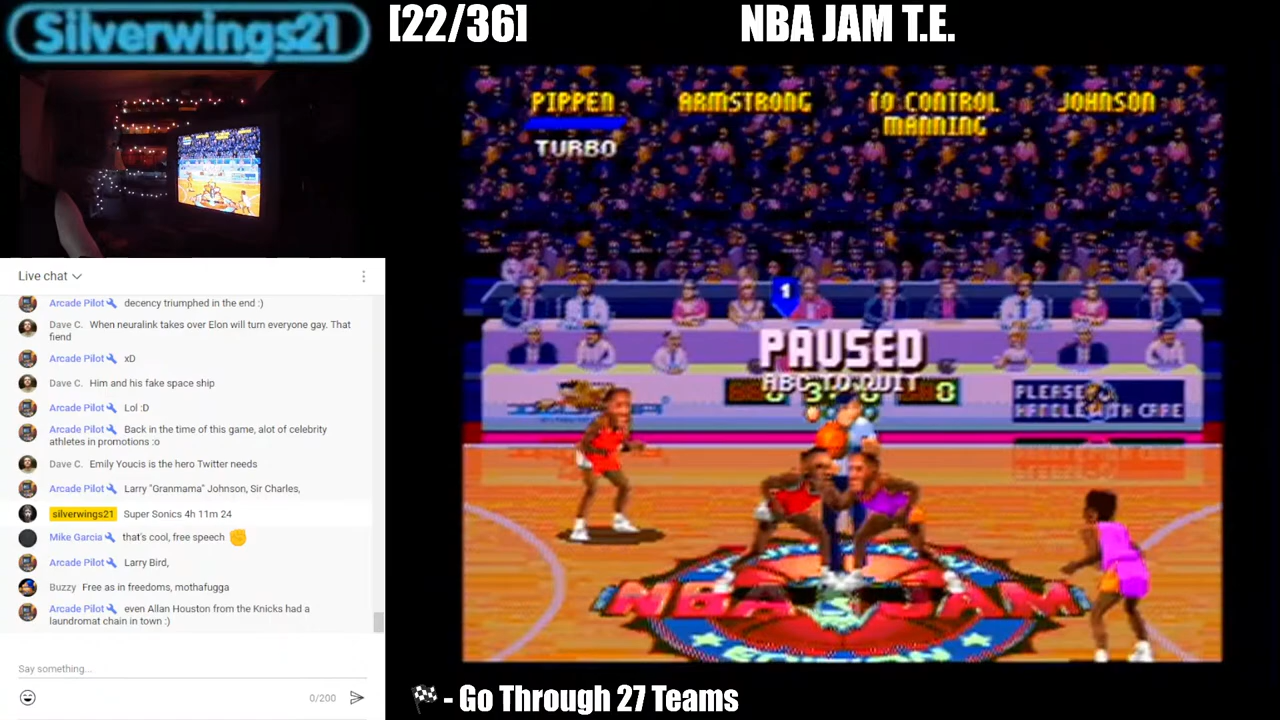 Silverwings21
[22/36]
NBA JAM T.E.
PIPPEN
ARMSTRONG
TO CONTROL
MANNING
JOHNSON
TURBO
1
PAUSED
ABC TO QUIT
0
PLEASE
HANDLE WITH CARE
NBA JAM
EDITION
Live chat
Arcade Pilot decency triumphed in the end :)
Dave C. When neuralink takes over Elon will turn everyone gay. That
fiend
Arcade Pilot xD
Dave C. Him and his fake space ship
Arcade Pilot Lol :D
Arcade Pilot Back in the time of this game, alot of celebrity
athletes in promotions :o
Dave C. Emily Youcis is the hero Twitter needs
Arcade Pilot Larry "Granmama" Johnson, Sir Charles,
silverwings21 Super Sonics 4h 11m 24
Mike Garcia that's cool, free speech ✊
Arcade Pilot Larry Bird,
Buzzy Free as in freedoms, mothafugga
Arcade Pilot even Allan Houston from the Knicks had a
laundromat chain in town :)
Say something...
0/200
🏁 - Go Through 27 Teams